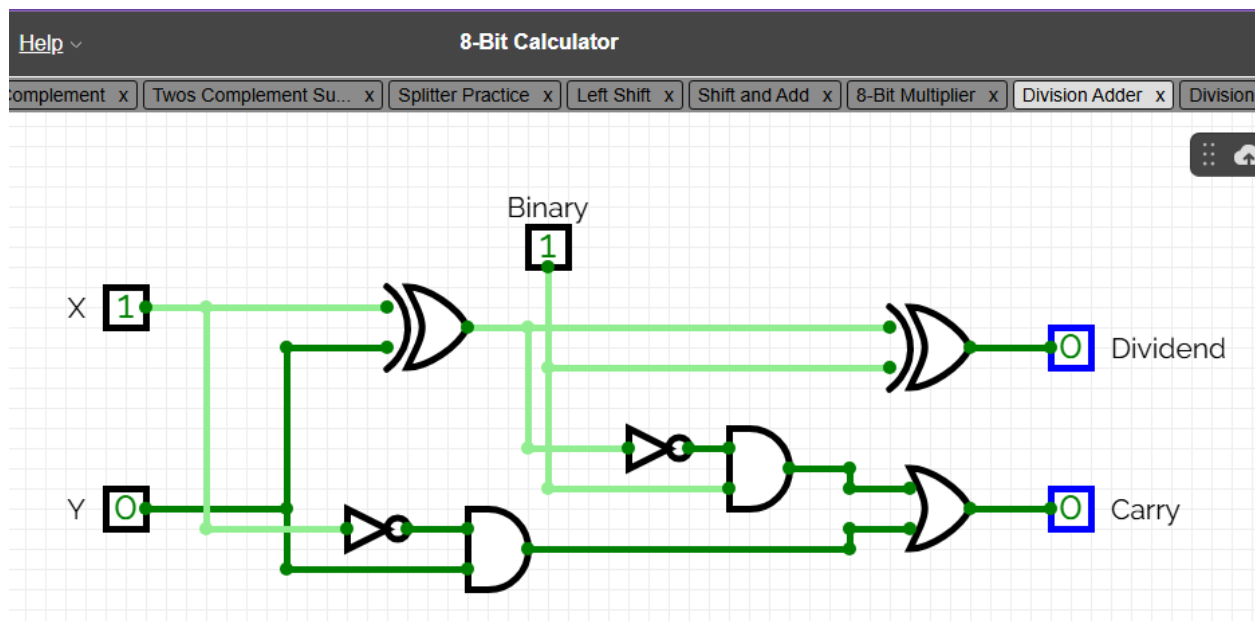 Help
8-Bit Calculator
omplement x Twos Complement Su... x Splitter Practice x Left Shift x Shift and Add x 8-Bit Multiplier x Division Adder x Division
Binary
1
X 1
0 Dividend
Y 0
0 Carry